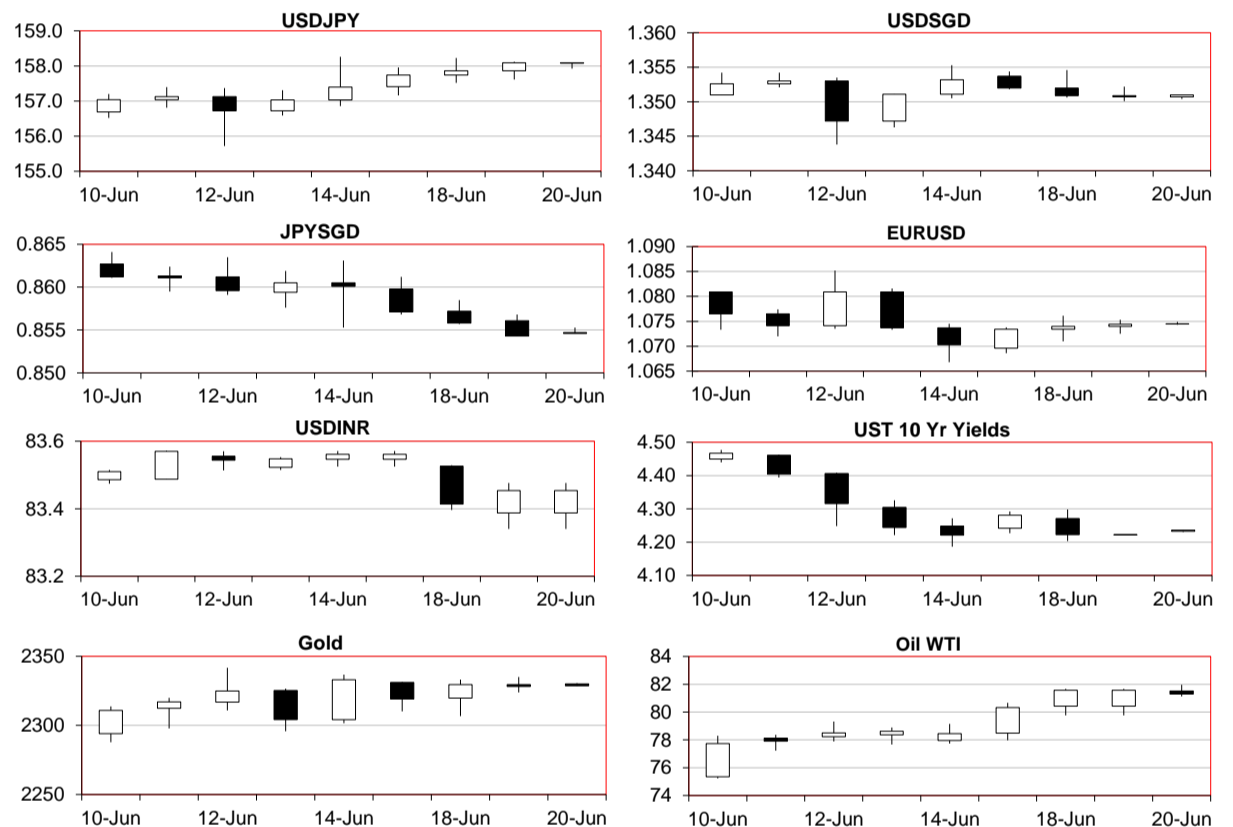 USDJPY
159.0
158.0
157.0
156.0
155.0
10-Jun 12-Jun 14-Jun 18-Jun 20-Jun
USDSGD
1.360
1.355
1.350
1.345
1.340
10-Jun 12-Jun 14-Jun 18-Jun 20-Jun
JPYSGD
0.865
0.860
0.855
0.850
10-Jun 12-Jun 14-Jun 18-Jun 20-Jun
EURUSD
1.090
1.085
1.080
1.075
1.070
1.065
10-Jun 12-Jun 14-Jun 18-Jun 20-Jun
USDINR
83.6
83.4
83.2
10-Jun 12-Jun 14-Jun 18-Jun 20-Jun
UST 10 Yr Yields
4.50
4.40
4.30
4.20
4.10
10-Jun 12-Jun 14-Jun 18-Jun 20-Jun
Gold
2350
2300
2250
10-Jun 12-Jun 14-Jun 18-Jun 20-Jun
Oil WTI
84
82
80
78
76
74
10-Jun 12-Jun 14-Jun 18-Jun 20-Jun